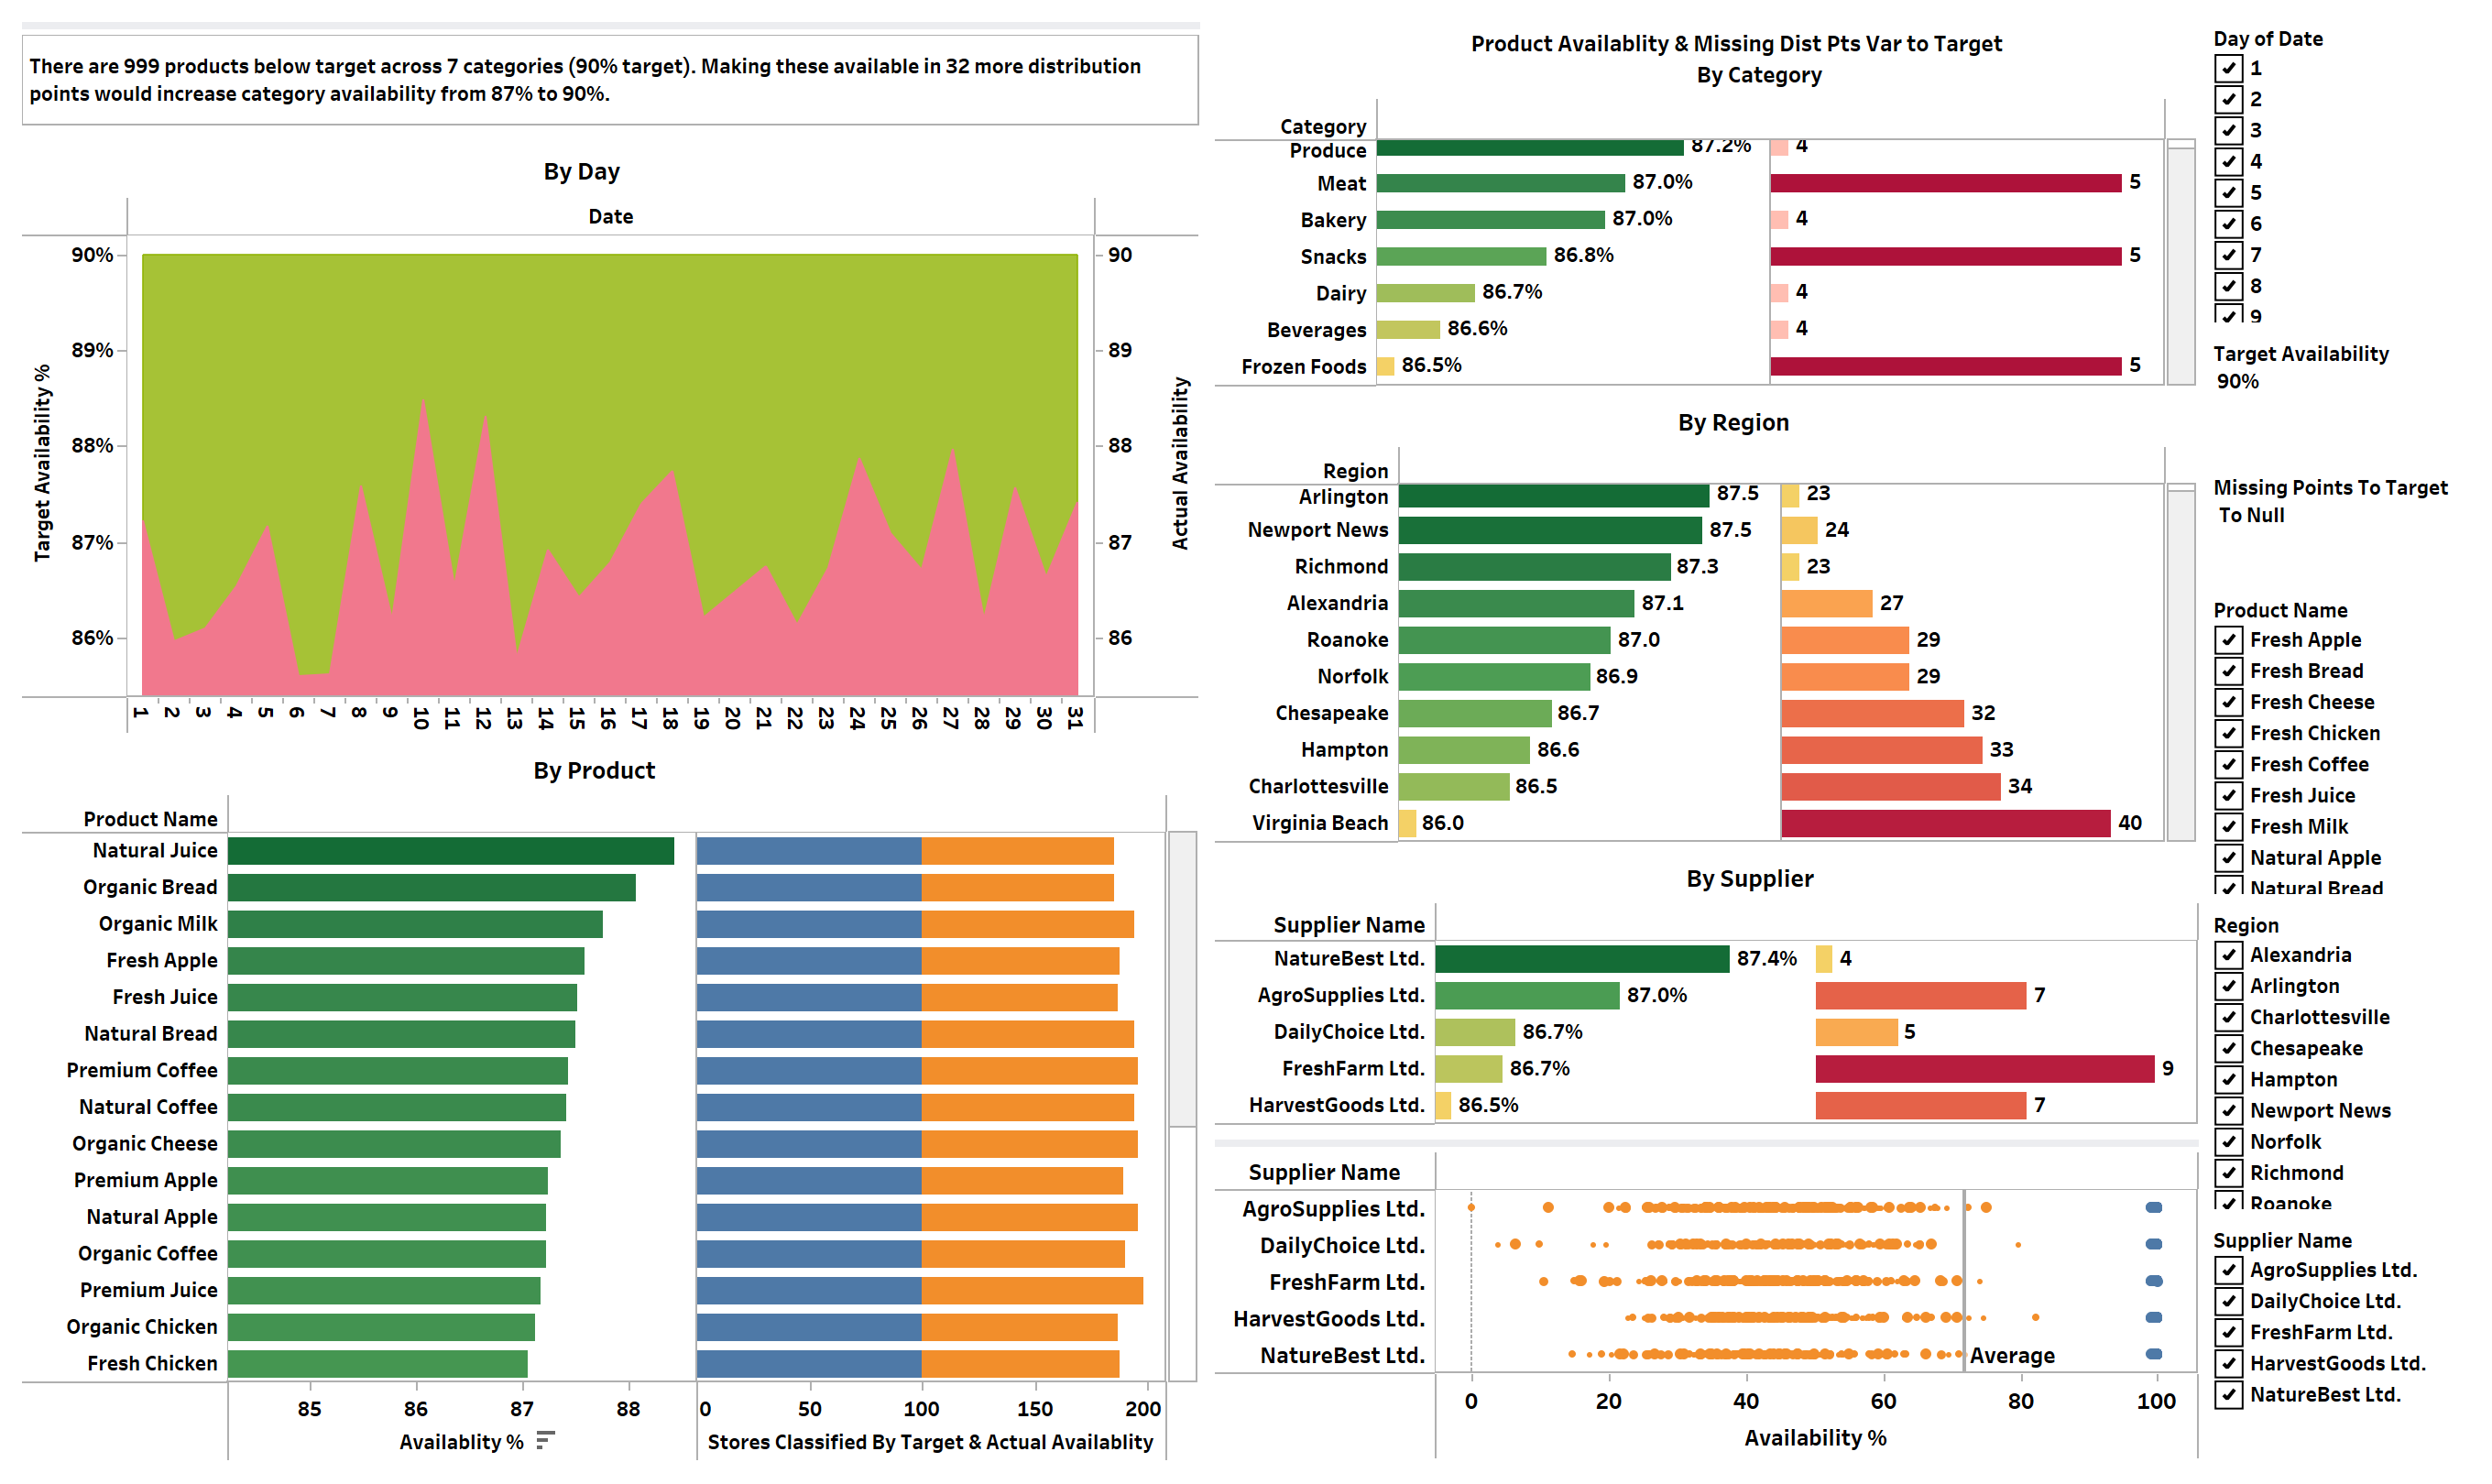 There are 999 products below target across 7 categories (90% target). Making these available in 32 more distribution
points would increase category availability from 87% to 90%.
By Day
Date
Target Availability %
90%
89%
88%
87%
86%
Actual Availability
90
89
88
87
86
1 2 3 4 5 6 7 8 9 10 11 12 13 14 15 16 17 18 19 20 21 22 23 24 25 26 27 28 29 30 31
By Product
Product Name
Natural Juice
Organic Bread
Organic Milk
Fresh Apple
Fresh Juice
Natural Bread
Premium Coffee
Natural Coffee
Organic Cheese
Premium Apple
Natural Apple
Organic Coffee
Premium Juice
Organic Chicken
Fresh Chicken
85 86 87 88
0 50 100 150 200
Availablity %
Stores Classified By Target & Actual Availablity
Product Availablity & Missing Dist Pts Var to Target
By Category
Category
Produce 87.2% 4
Meat 87.0% 5
Bakery 87.0% 4
Snacks 86.8% 5
Dairy 86.7% 4
Beverages 86.6% 4
Frozen Foods 86.5% 5
By Region
Region
Arlington 87.5 23
Newport News 87.5 24
Richmond 87.3 23
Alexandria 87.1 27
Roanoke 87.0 29
Norfolk 86.9 29
Chesapeake 86.7 32
Hampton 86.6 33
Charlottesville 86.5 34
Virginia Beach 86.0 40
By Supplier
Supplier Name
NatureBest Ltd. 87.4% 4
AgroSupplies Ltd. 87.0% 7
DailyChoice Ltd. 86.7% 5
FreshFarm Ltd. 86.7% 9
HarvestGoods Ltd. 86.5% 7
Supplier Name
AgroSupplies Ltd.
DailyChoice Ltd.
FreshFarm Ltd.
HarvestGoods Ltd.
NatureBest Ltd.
Average
0 20 40 60 80 100
Availability %
Day of Date
1
2
3
4
5
6
7
8
9
Target Availability
90%
Missing Points To Target
To Null
Product Name
Fresh Apple
Fresh Bread
Fresh Cheese
Fresh Chicken
Fresh Coffee
Fresh Juice
Fresh Milk
Natural Apple
Natural Bread
Region
Alexandria
Arlington
Charlottesville
Chesapeake
Hampton
Newport News
Norfolk
Richmond
Roanoke
Supplier Name
AgroSupplies Ltd.
DailyChoice Ltd.
FreshFarm Ltd.
HarvestGoods Ltd.
NatureBest Ltd.